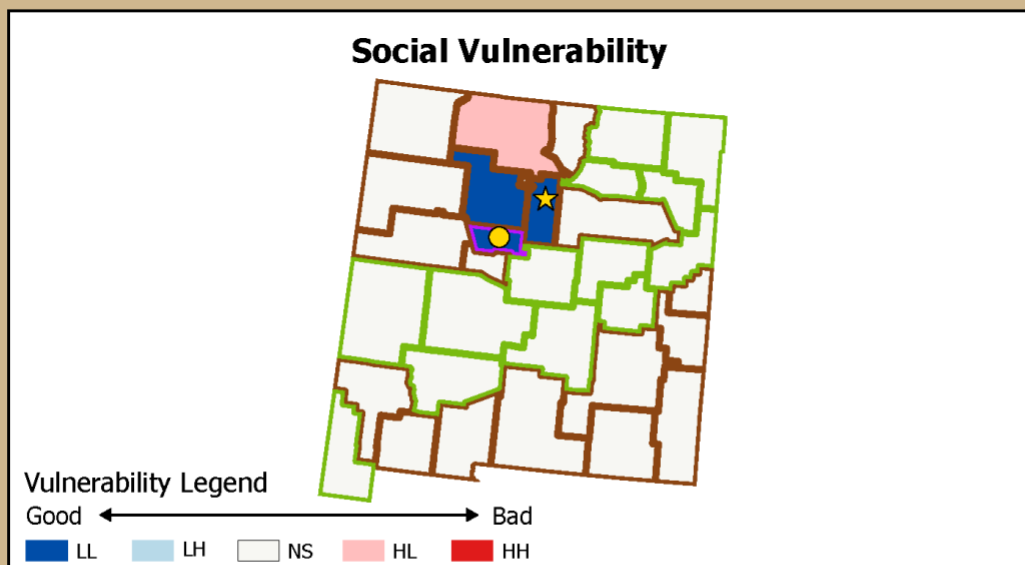 Social Vulnerability
Vulnerability Legend
Good Bad
LL LH NS HL HH